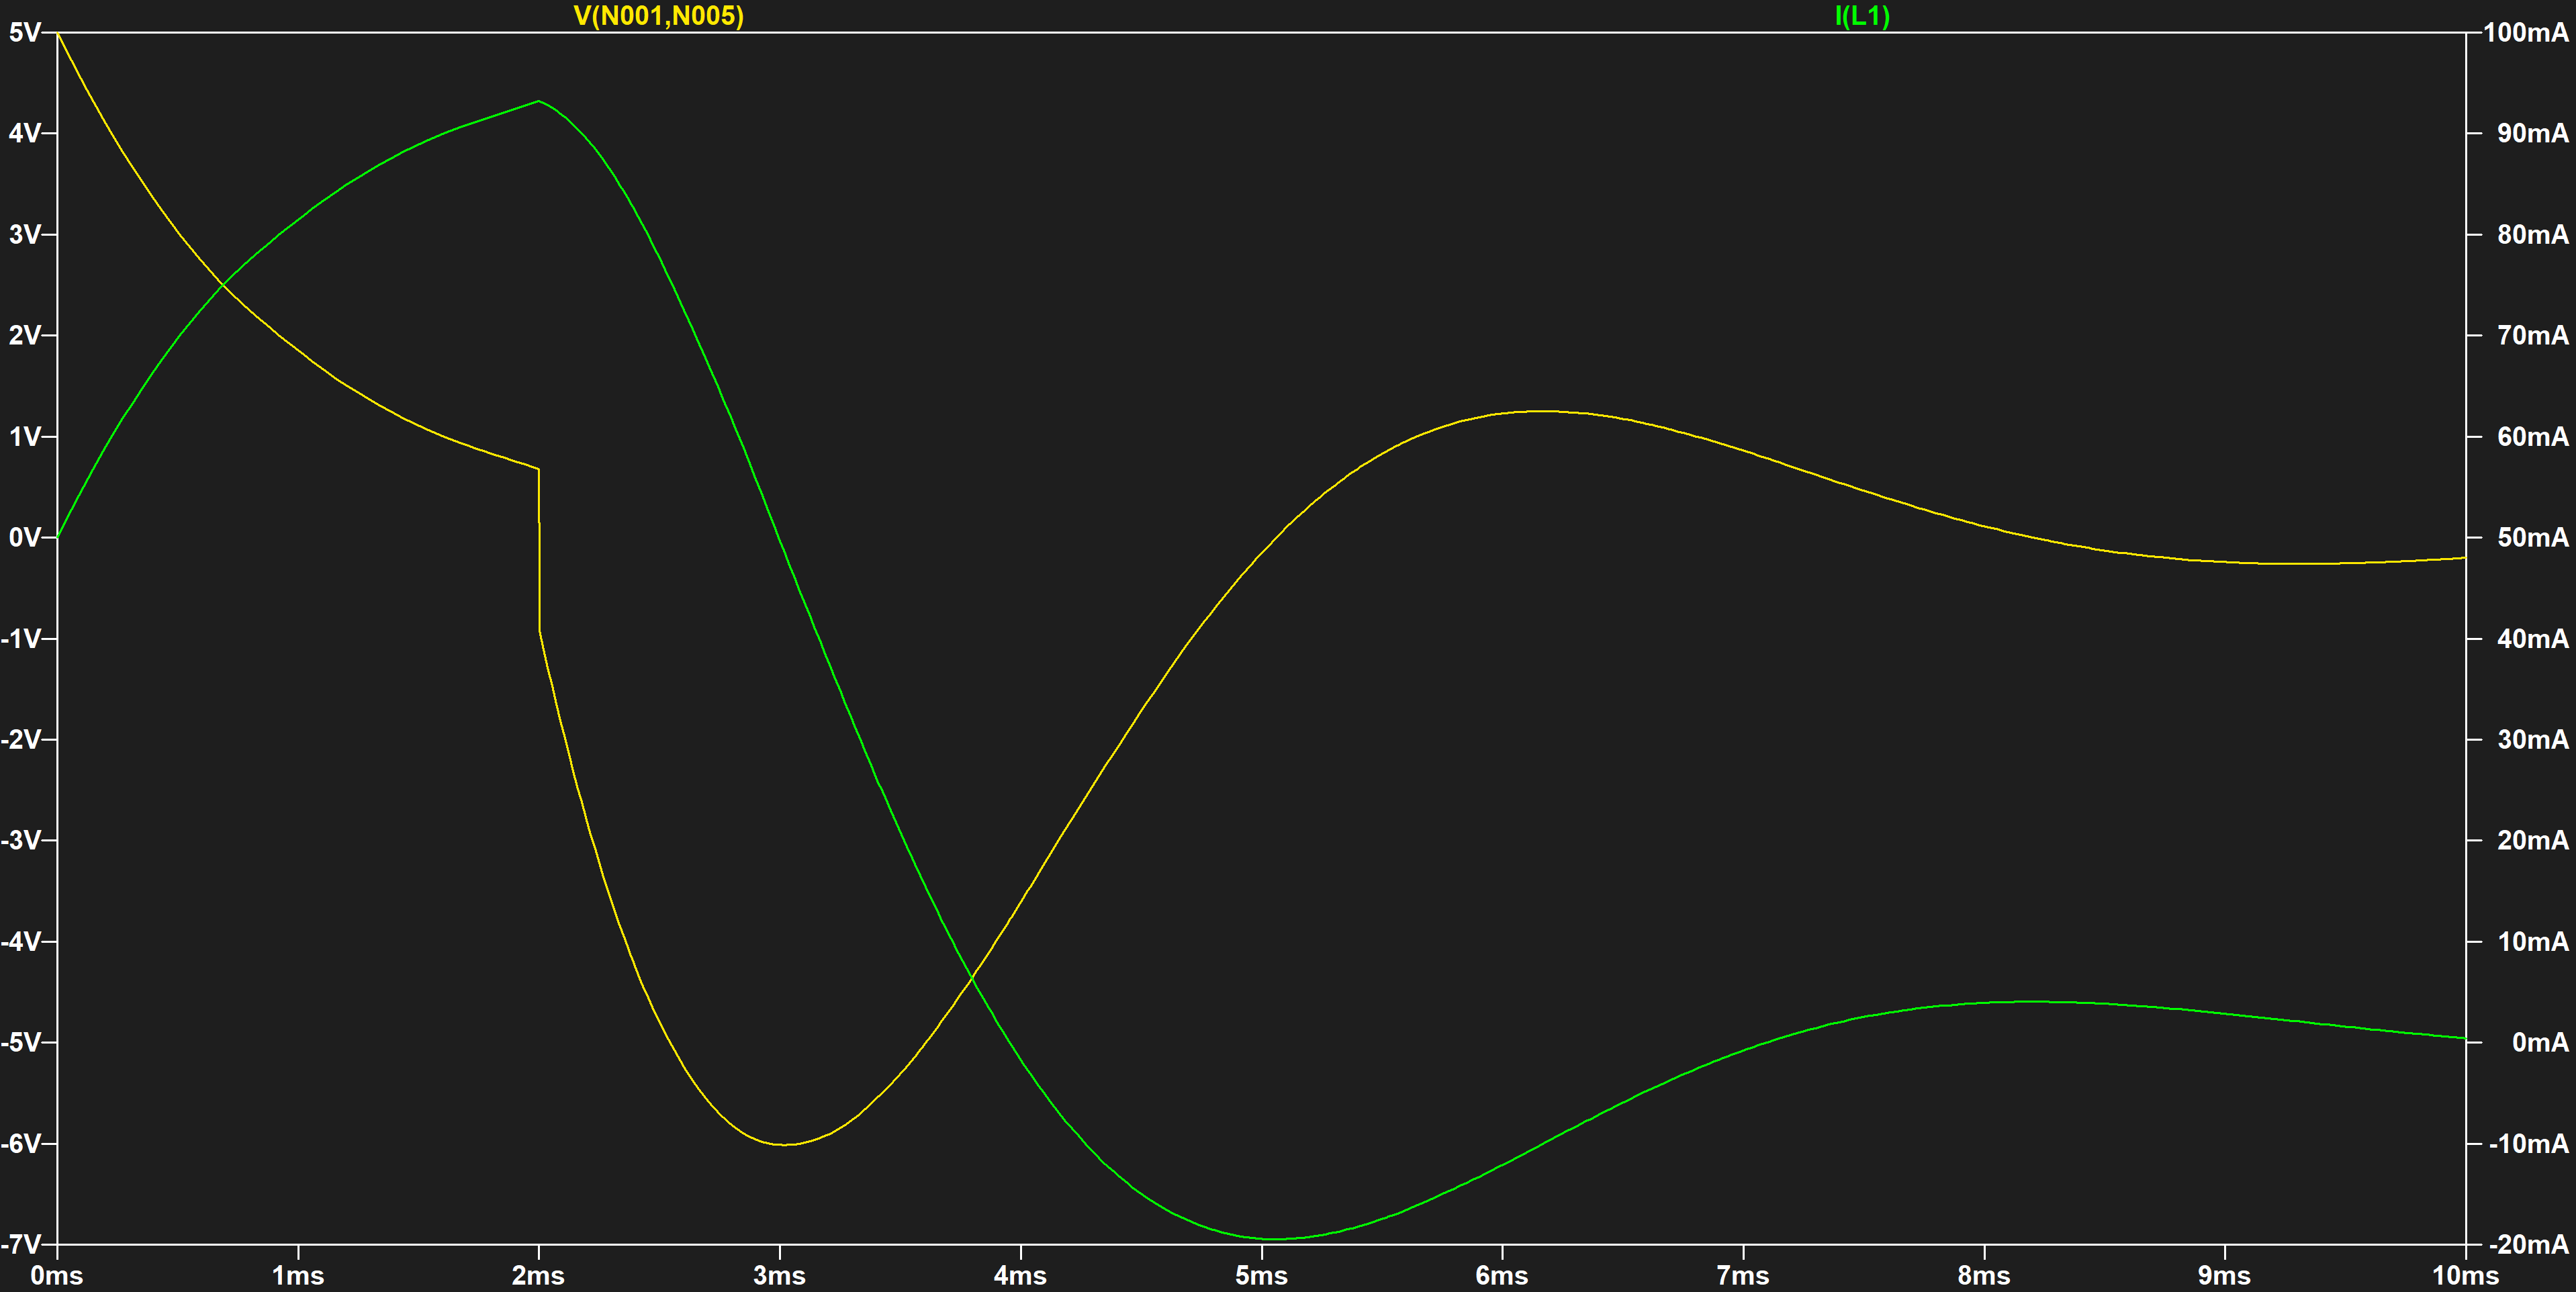 V(N001,N005) I(L1)
5V 100mA
4V 90mA
3V 80mA
2V 70mA
1V 60mA
0V 50mA
-1V 40mA
-2V 30mA
-3V 20mA
-4V 10mA
-5V 0mA
-6V -10mA
-7V -20mA
0ms 1ms 2ms 3ms 4ms 5ms 6ms 7ms 8ms 9ms 10ms